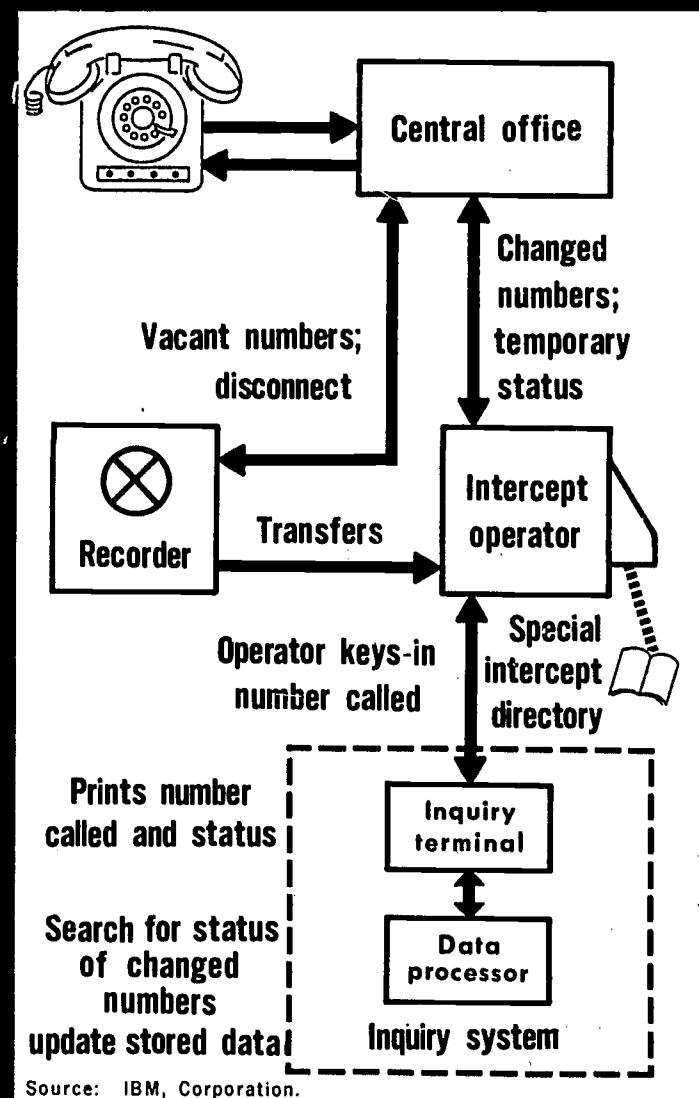 Central office
Changed
numbers;
temporary
status
Vacant numbers;
disconnect
Recorder
Transfers
Intercept
operator
Operator keys-in
number called
Special
intercept
directory
Prints number
called and status
Inquiry
terminal
Search for status
of changed
numbers
update stored data
Data
processor
Inquiry system
Source: IBM, Corporation.